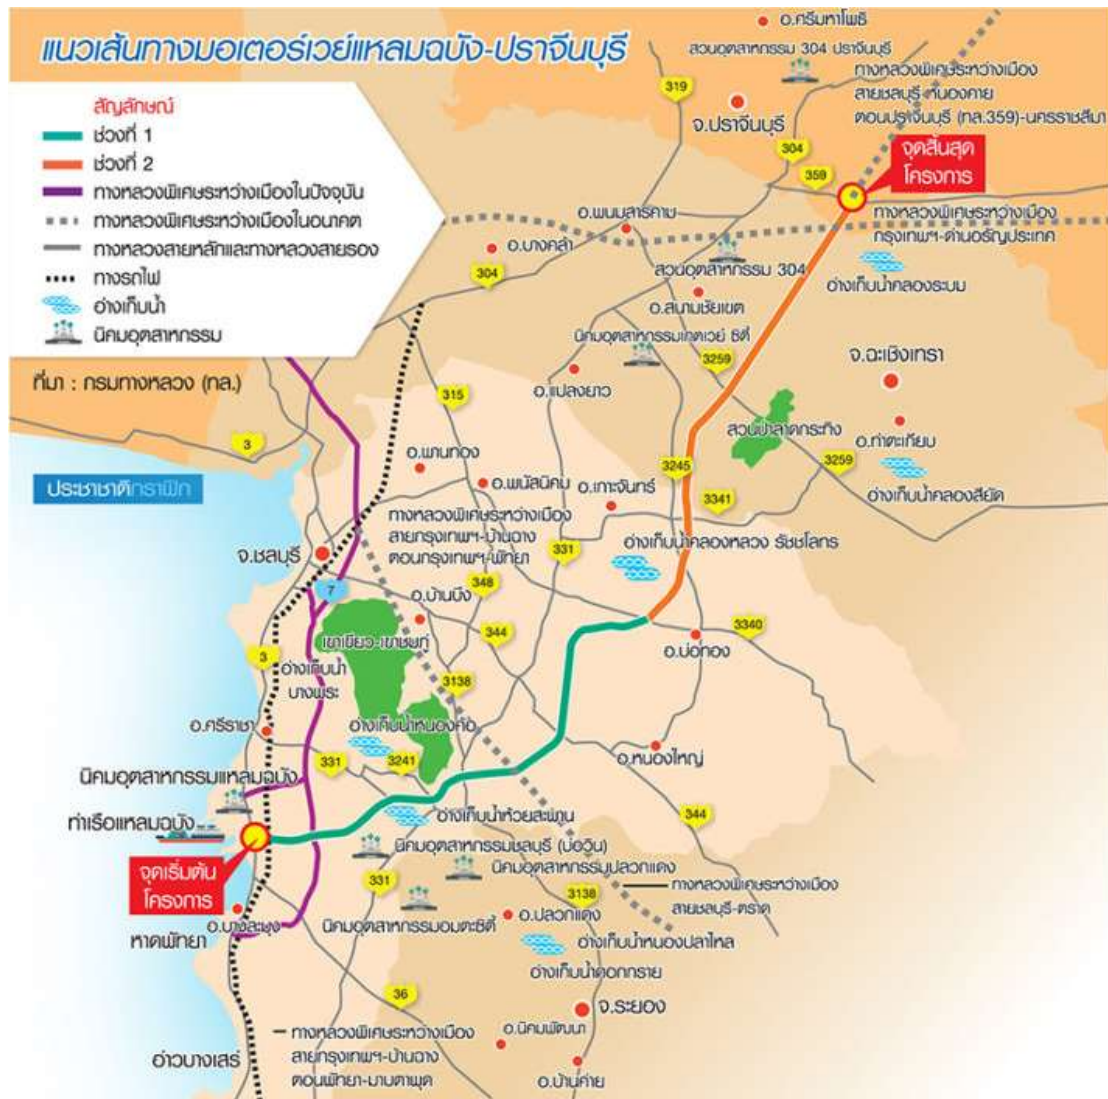 แนวเส้นทางมอเตอร์เวย์แหลมฉบัง-ปราจีนบุรี
สัญลักษณ์
ช่วงที่ 1
ช่วงที่ 2
ทางหลวงพิเศษระหว่างเมืองในปัจจุบัน
ทางหลวงพิเศษระหว่างเมืองในอนาคต
ทางหลวงสายหลักและทางหลวงสายรอง
ทางรถไฟ
อ่างเก็บน้ำ
นิคมอุตสาหกรรม
ที่มา : กรมทางหลวง (ทล.)
ประชาชาติกราฟิก
อ.ศรีมหาโพธิ
สวนอุตสาหกรรม 304 ปราจีนบุรี
319
จ.ปราจีนบุรี
ทางหลวงพิเศษระหว่างเมือง
สายชลบุรี-หนองคาย
ตอนปราจีนบุรี (ทล.359)-นครราชสีมา
304
359
จุดสิ้นสุด
โครงการ
อ.พนมสารคาม
ทางหลวงพิเศษระหว่างเมือง
กรุงเทพฯ-ด่านอรัญประเทศ
อ.บางคล้า
304
สวนอุตสาหกรรม 304
อ่างเก็บน้ำคลองระบม
อ.สนามชัยเขต
นิคมอุตสาหกรรมเกตเวย์ ซิตี้
3259
จ.ฉะเชิงเทรา
อ.แปลงยาว
315
สวนป่าลาดกระทิง
อ.ท่าตะเกียบ
3
อ.พานทอง
3245
3259
อ่างเก็บน้ำคลองสียัด
อ.พนัสนิคม
อ.เกาะจันทร์
3341
ทางหลวงพิเศษระหว่างเมือง
สายกรุงเทพฯ-บ้านฉาง
ตอนกรุงเทพฯ-พัทยา
อ่างเก็บน้ำคลองหลวง รัชชโลทร
331
จ.ชลบุรี
7
348
อ.บ้านบึง
344
3340
เขาเขียว-เขาชมภู่
อ.บ่อทอง
3
อ่างเก็บน้ำ
บางพระ
3138
อ.ศรีราชา
อ่างเก็บน้ำหนองค้อ
อ.หนองใหญ่
331
3241
นิคมอุตสาหกรรมแหลมฉบัง
ท่าเรือแหลมฉบัง
อ่างเก็บน้ำห้วยสะพาน
344
นิคมอุตสาหกรรมชลบุรี (บ่อวิน)
นิคมอุตสาหกรรมปลวกแดง
จุดเริ่มต้น
โครงการ
331
3138
ทางหลวงพิเศษระหว่างเมือง
สายชลบุรี-ตราด
อ.บางละมุง
หาดพัทยา
นิคมอุตสาหกรรมอมตะซิตี้
อ.ปลวกแดง
อ่างเก็บน้ำหนองปลาไหล
อ่างเก็บน้ำดอกกราย
36
จ.ระยอง
ทางหลวงพิเศษระหว่างเมือง
สายกรุงเทพฯ-บ้านฉาง
ตอนพัทยา-มาบตาพุด
อ.นิคมพัฒนา
อ่าวบางเสร่
อ.บ้านค่าย